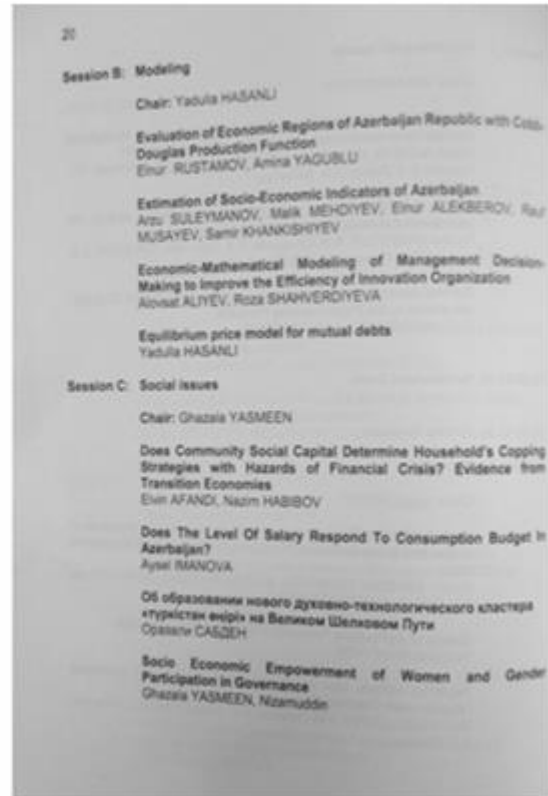 20
Session B: Modeling
Chair: Yadulla HASANLI
Evaluation of Economic Regions of Azerbaijan Republic with Cobb-
Douglas Production Function
Elnur RUSTAMOV, Amina YAGUBLU
Estimation of Socio-Economic Indicators of Azerbaijan
Arzu SULEYMANOV, Malik MEHDIYEV, Elnur ALEKBEROV, Rauf
MUSAYEV, Samir KHANKISHIYEV
Economic-Mathematical Modeling of Management Decision-
Making to Improve the Efficiency of Innovation Organization
Alovsat ALIYEV, Roza SHAHVERDIYEVA
Equilibrium price model for mutual debts
Yadulla HASANLI
Session C: Social issues
Chair: Ghazala YASMEEN
Does Community Social Capital Determine Household's Copping
Strategies with Hazards of Financial Crisis? Evidence from
Transition Economies
Elvin AFANDI, Nazim HABIBOV
Does The Level Of Salary Respond To Consumption Budget In
Azerbaijan?
Aysel IMANOVA
Об образовании нового духовно-технологического кластера
«түркістан өңірі» на Великом Шелковом Пути
Оразали САБДЕН
Socio Economic Empowerment of Women and Gender
Participation in Governance
Ghazala YASMEEN, Nizamuddin